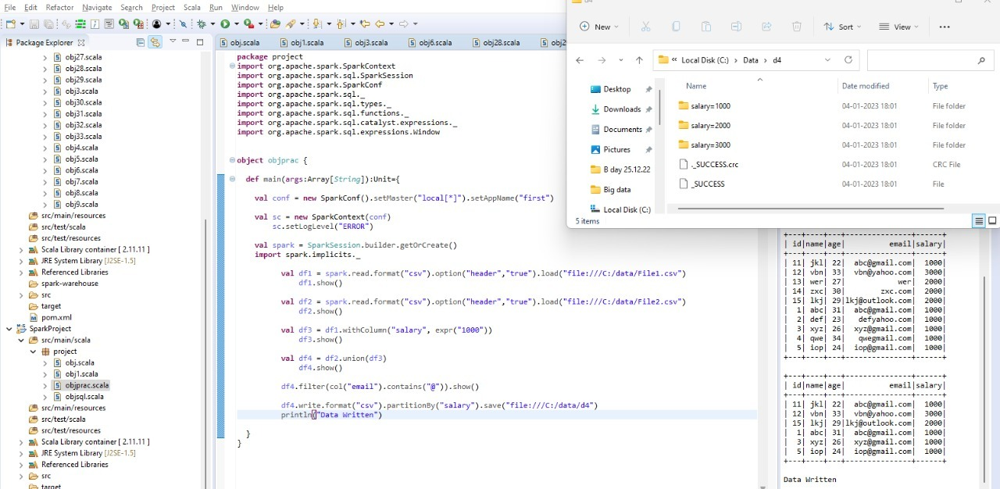 File Edit Refactor Navigate Search Project Scala Run Window Help
Package Explorer
obj27.scala
obj28.scala
obj29.scala
obj3.scala
obj30.scala
obj31.scala
obj32.scala
obj33.scala
obj4.scala
obj5.scala
obj6.scala
obj7.scala
obj8.scala
obj9.scala
src/main/resources
src/test/scala
src/test/resources
Scala Library container [ 2.11.11 ]
JRE System Library [J2SE-1.5]
Referenced Libraries
spark-warehouse
src
target
pom.xml
SparkProject
src/main/scala
project
obj.scala
obj1.scala
objprac.scala
objsql.scala
src/main/resources
src/test/scala
src/test/resources
Scala Library container [ 2.11.11 ]
JRE System Library [J2SE-1.5]
Referenced Libraries
src
target
obj.scala obj1.scala obj3.scala obj6.scala obj28.scala obj29
package project
import org.apache.spark.SparkContext
import org.apache.spark.sql.SparkSession
import org.apache.spark.SparkConf
import org.apache.spark.sql._
import org.apache.spark.sql.types._
import org.apache.spark.sql.functions._
import org.apache.spark.sql.catalyst.expressions._
import org.apache.spark.sql.expressions.Window
object objprac {
def main(args:Array[String]):Unit={
val conf = new SparkConf().setMaster("local[*]").setAppName("first")
val sc = new SparkContext(conf)
sc.setLogLevel("ERROR")
val spark = SparkSession.builder.getOrCreate()
import spark.implicits._
val df1 = spark.read.format("csv").option("header","true").load("file:///C:/data/File1.csv")
df1.show()
val df2 = spark.read.format("csv").option("header","true").load("file:///C:/data/File2.csv")
df2.show()
val df3 = df1.withColumn("salary", expr("1000"))
df3.show()
val df4 = df2.union(df3)
df4.show()
df4.filter(col("email").contains("@")).show()
df4.write.format("csv").partitionBy("salary").save("file:///C:/data/d4")
println("Data Written")
}
}
d4
New Sort View
« Local Disk (C:) > Data > d4
Desktop
Downloads
Documents
Pictures
B day 25.12.22
Big data
Local Disk (C:)
Name Date modified Type
salary=1000 04-01-2023 18:01 File folder
salary=2000 04-01-2023 18:01 File folder
salary=3000 04-01-2023 18:01 File folder
._SUCCESS.crc 04-01-2023 18:01 CRC File
_SUCCESS 04-01-2023 18:01 File
5 items
+---+----+---+---------------+------+
| id|name|age| email|salary|
+---+----+---+---------------+------+
| 11| jkl| 22| abc@gmail.com| 1000|
| 12| vbn| 33| vbn@yahoo.com| 3000|
| 13| wer| 27| wer| 2000|
| 14| zxc| 30| zxc.com| 2000|
| 15| lkj| 29|lkj@outlook.com| 2000|
| 1| abc| 31| abc@gmail.com| 1000|
| 2| def| 23| defyahoo.com| 1000|
| 3| xyz| 26| xyz@gmail.com| 1000|
| 4| qwe| 34| qwegmail.com| 1000|
| 5| iop| 24| iop@gmail.com| 1000|
+---+----+---+---------------+------+
+---+----+---+---------------+------+
| id|name|age| email|salary|
+---+----+---+---------------+------+
| 11| jkl| 22| abc@gmail.com| 1000|
| 12| vbn| 33| vbn@yahoo.com| 3000|
| 15| lkj| 29|lkj@outlook.com| 2000|
| 1| abc| 31| abc@gmail.com| 1000|
| 3| xyz| 26| xyz@gmail.com| 1000|
| 5| iop| 24| iop@gmail.com| 1000|
+---+----+---+---------------+------+
Data Written